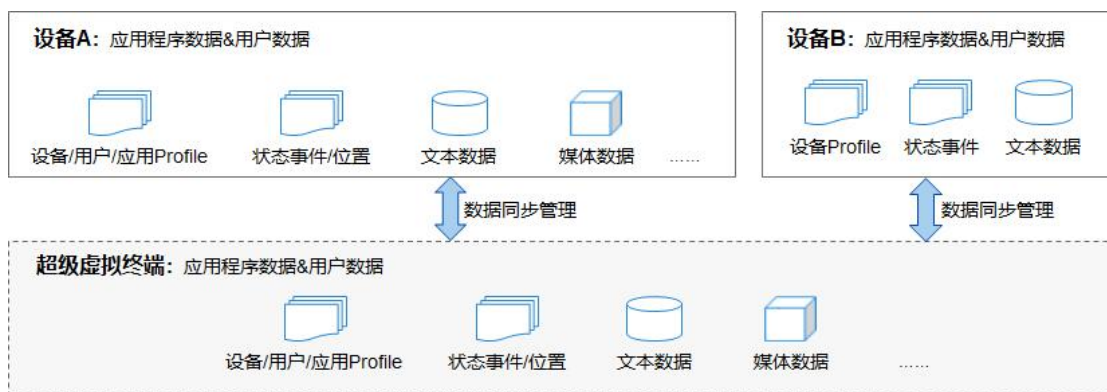 设备A：应用程序数据&用户数据
设备/用户/应用Profile
状态事件/位置
文本数据
媒体数据
……
设备B：应用程序数据&用户数据
设备Profile
状态事件
文本数据
数据同步管理
数据同步管理
超级虚拟终端：应用程序数据&用户数据
设备/用户/应用Profile
状态事件/位置
文本数据
媒体数据
……